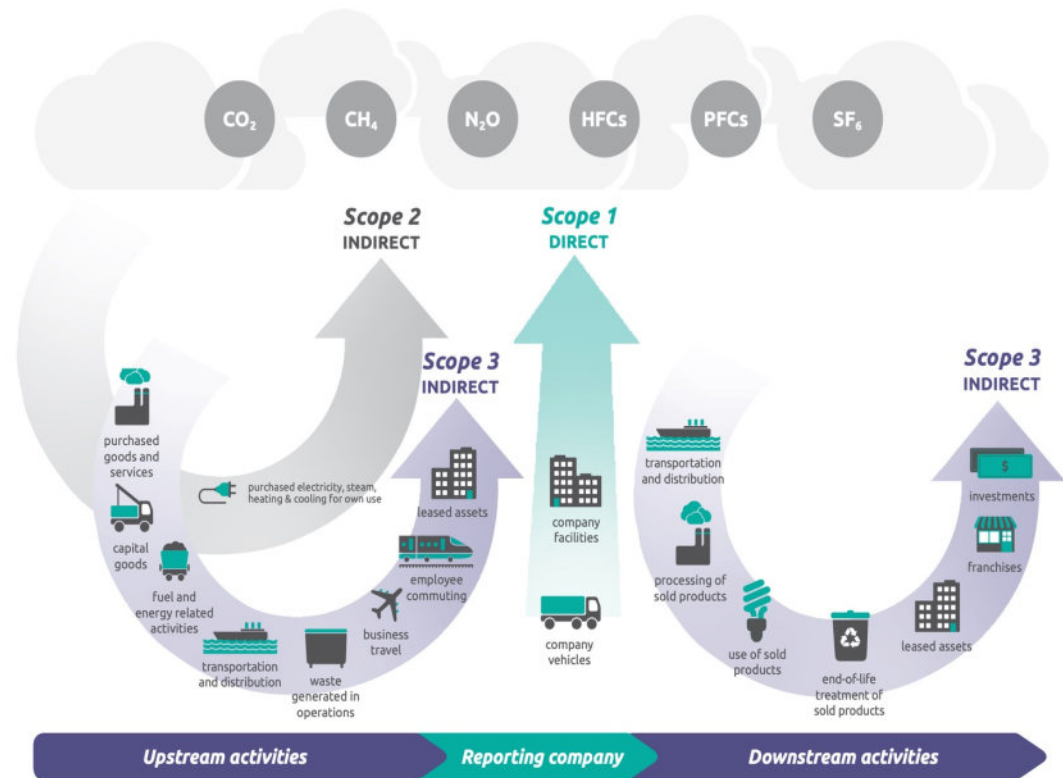 CO₂
CH₄
N₂O
HFCs
PFCs
SF₆
Scope 2
INDIRECT
Scope 1
DIRECT
Scope 3
INDIRECT
Scope 3
INDIRECT
purchased
goods and
services
capital
goods
fuel and
energy related
activities
purchased electricity, steam,
heating & cooling for own use
transportation
and distribution
waste
generated in
operations
business
travel
employee
commuting
leased assets
company
facilities
company
vehicles
transportation
and distribution
processing of
sold products
use of sold
products
end-of-life
treatment of
sold products
leased assets
franchises
$
investments
Upstream activities
Reporting company
Downstream activities